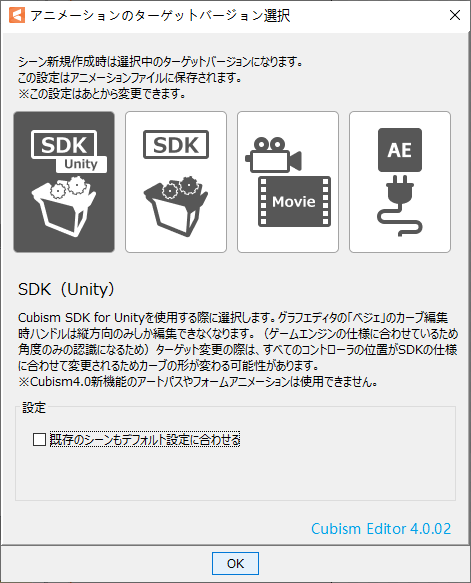 アニメーションのターゲットバージョン選択
シーン新規作成時は選択中のターゲットバージョンになります。
この設定はアニメーションファイルに保存されます。
※この設定はあとから変更できます。
SDK
Unity
SDK
Movie
AE
SDK（Unity）
Cubism SDK for Unityを使用する際に選択します。グラフエディタの「ベジェ」のカーブ編集
時ハンドルは縦方向のみしか編集できなくなります。（ゲームエンジンの仕様に合わせているため
角度のみの認識になるため）ターゲット変更の際は、すべてのコントローラの位置がSDKの仕様
に合わせて変更されるためカーブの形が変わる可能性があります。
※Cubism4.0新機能のアートパスやフォームアニメーションは使用できません。
設定
既存のシーンもデフォルト設定に合わせる
Cubism Editor 4.0.02
OK